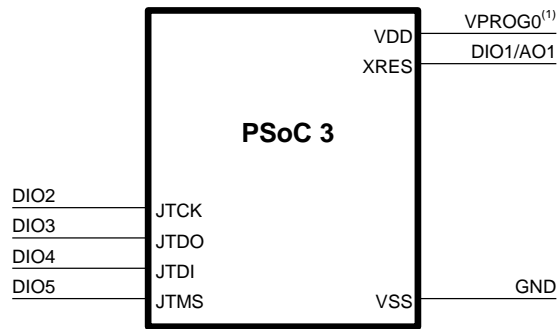 VDD VPROG0(1)
XRES DIO1/AO1
PSoC 3
DIO2 JTCK
DIO3 JTDO
DIO4 JTDI
DIO5 JTMS VSS GND